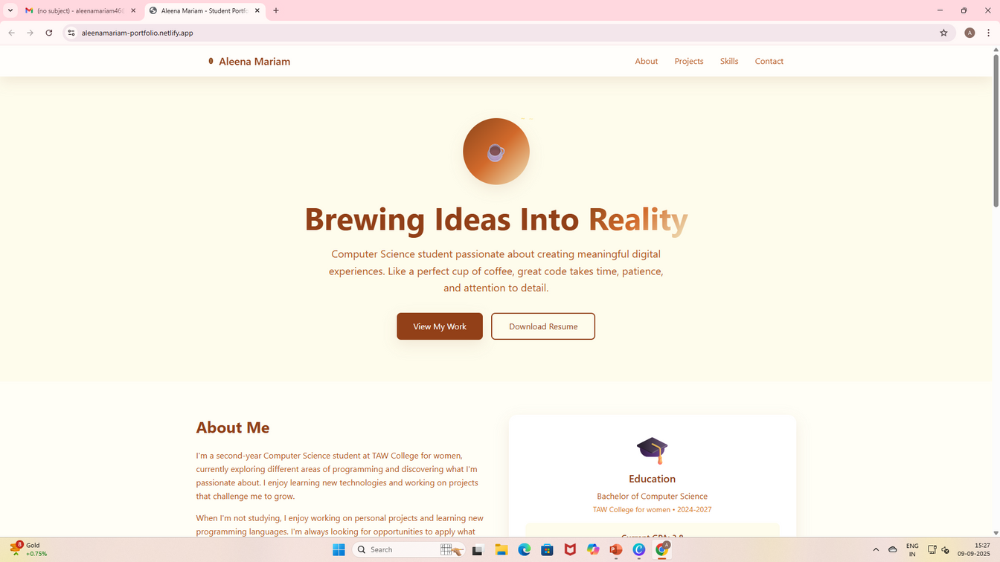 (no subject) - aleenamariam46
Aleena Mariam - Student Portfo
aleenamariam-portfolio.netlify.app
A
Aleena Mariam
About
Projects
Skills
Contact
Brewing Ideas Into Reality
Computer Science student passionate about creating meaningful digital
experiences. Like a perfect cup of coffee, great code takes time, patience,
and attention to detail.
View My Work
Download Resume
About Me
I'm a second-year Computer Science student at TAW College for women,
currently exploring different areas of programming and discovering what I'm
passionate about. I enjoy learning new technologies and working on projects
that challenge me to grow.
When I'm not studying, I enjoy working on personal projects and learning new
programming languages. I'm always looking for opportunities to apply what
Education
Bachelor of Computer Science
TAW College for women • 2024-2027
Current GPA: 3.8
8
Gold
+0.75%
Search
A
ENG
IN
15:27
09-09-2025